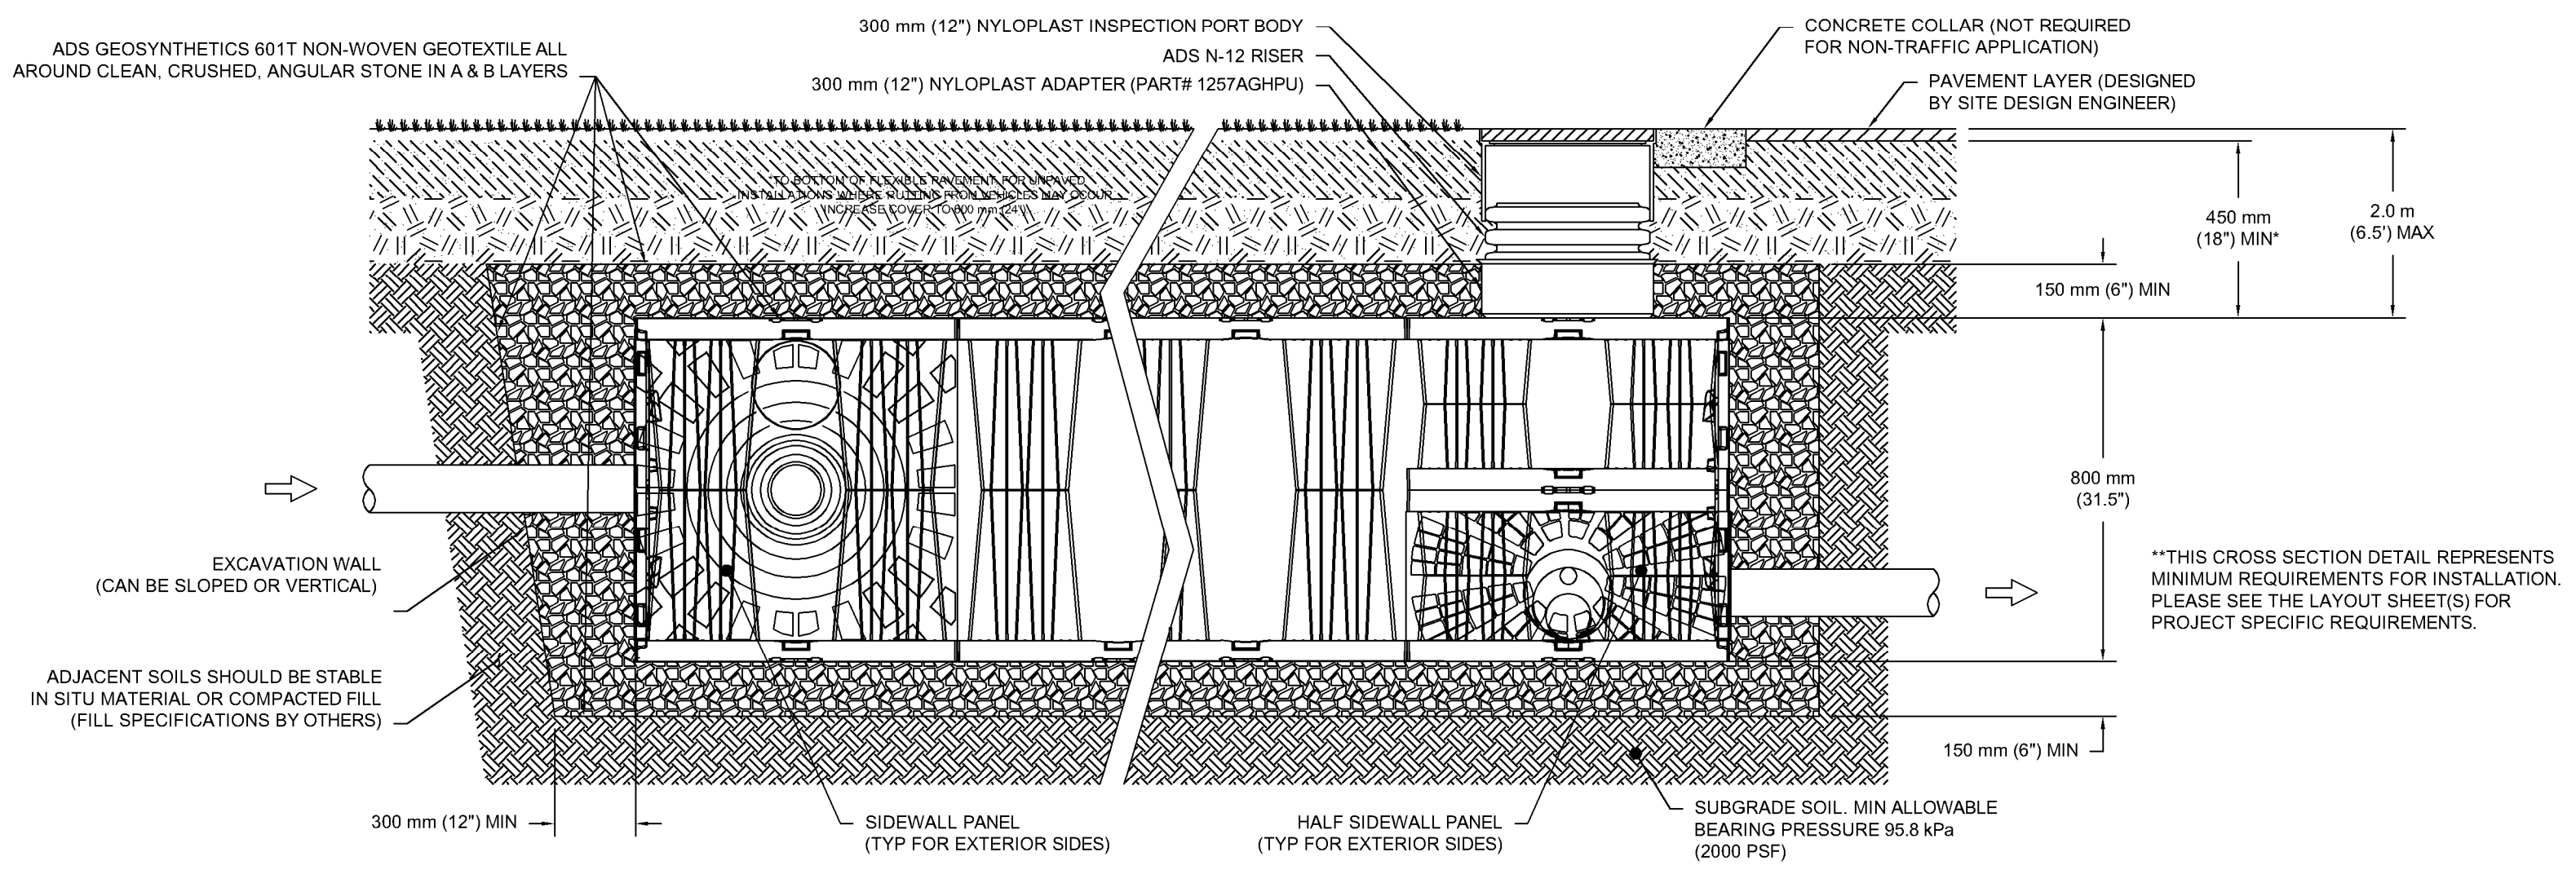 300 mm (12") NYLOPLAST INSPECTION PORT BODY
ADS N-12 RISER
300 mm (12") NYLOPLAST ADAPTER (PART# 1257AGHPU)
CONCRETE COLLAR (NOT REQUIRED
FOR NON-TRAFFIC APPLICATION)
ADS GEOSYNTHETICS 601T NON-WOVEN GEOTEXTILE ALL
AROUND CLEAN, CRUSHED, ANGULAR STONE IN A & B LAYERS
PAVEMENT LAYER (DESIGNED
BY SITE DESIGN ENGINEER)
*TO BOTTOM OF FLEXIBLE PAVEMENT. FOR UNPAVED
INSTALLATIONS WHERE RUTTING FROM VEHICLES MAY OCCUR,
INCREASE COVER TO 600 mm (24").
450 mm
(18") MIN*
2.0 m
(6.5') MAX
150 mm (6") MIN
800 mm
(31.5")
EXCAVATION WALL
(CAN BE SLOPED OR VERTICAL)
**THIS CROSS SECTION DETAIL REPRESENTS
MINIMUM REQUIREMENTS FOR INSTALLATION.
PLEASE SEE THE LAYOUT SHEET(S) FOR
PROJECT SPECIFIC REQUIREMENTS.
ADJACENT SOILS SHOULD BE STABLE
IN SITU MATERIAL OR COMPACTED FILL
(FILL SPECIFICATIONS BY OTHERS)
150 mm (6") MIN
300 mm (12") MIN
SIDEWALL PANEL
(TYP FOR EXTERIOR SIDES)
HALF SIDEWALL PANEL
(TYP FOR EXTERIOR SIDES)
SUBGRADE SOIL. MIN ALLOWABLE
BEARING PRESSURE 95.8 kPa
(2000 PSF)